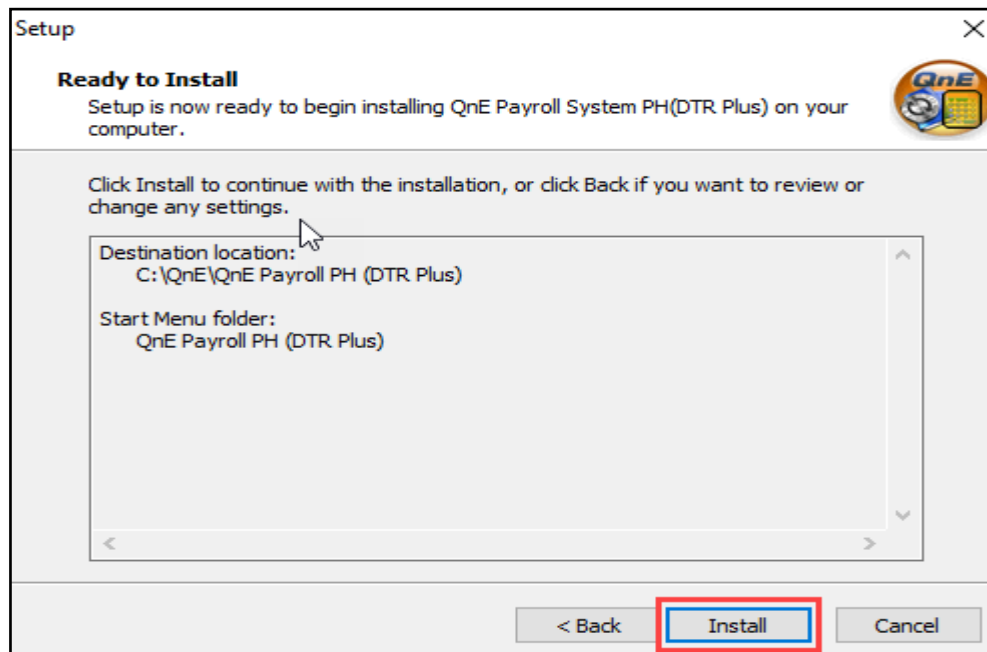 Setup
Ready to Install
QnE
Setup is now ready to begin installing QnE Payroll System PH(DTR Plus) on your
computer.
Click Install to continue with the installation, or click Back if you want to review or
change any settings.
Destination location:
C:\QnE\QnE Payroll PH (DTR Plus)
Start Menu folder:
QnE Payroll PH (DTR Plus)
< Back
Install
Cancel